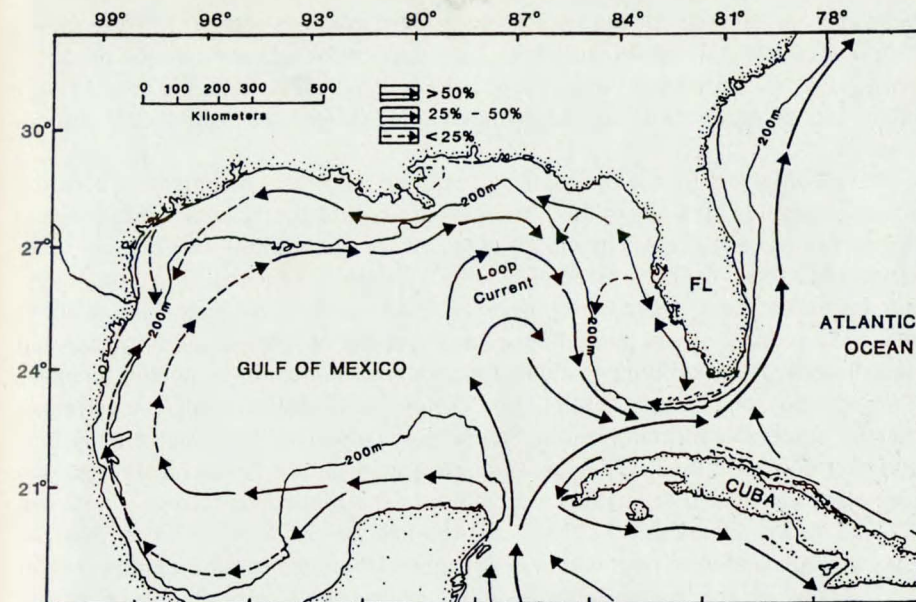 99° 96° 93° 90° 87° 84° 81° 78°
0 100 200 300 500
Kilometers
>50%
25% - 50%
<25%
30°
200m
200m
27°
Loop
Current
FL
200m
200m
ATLANTIC
OCEAN
24°
GULF OF MEXICO
200m
21°
CUBA